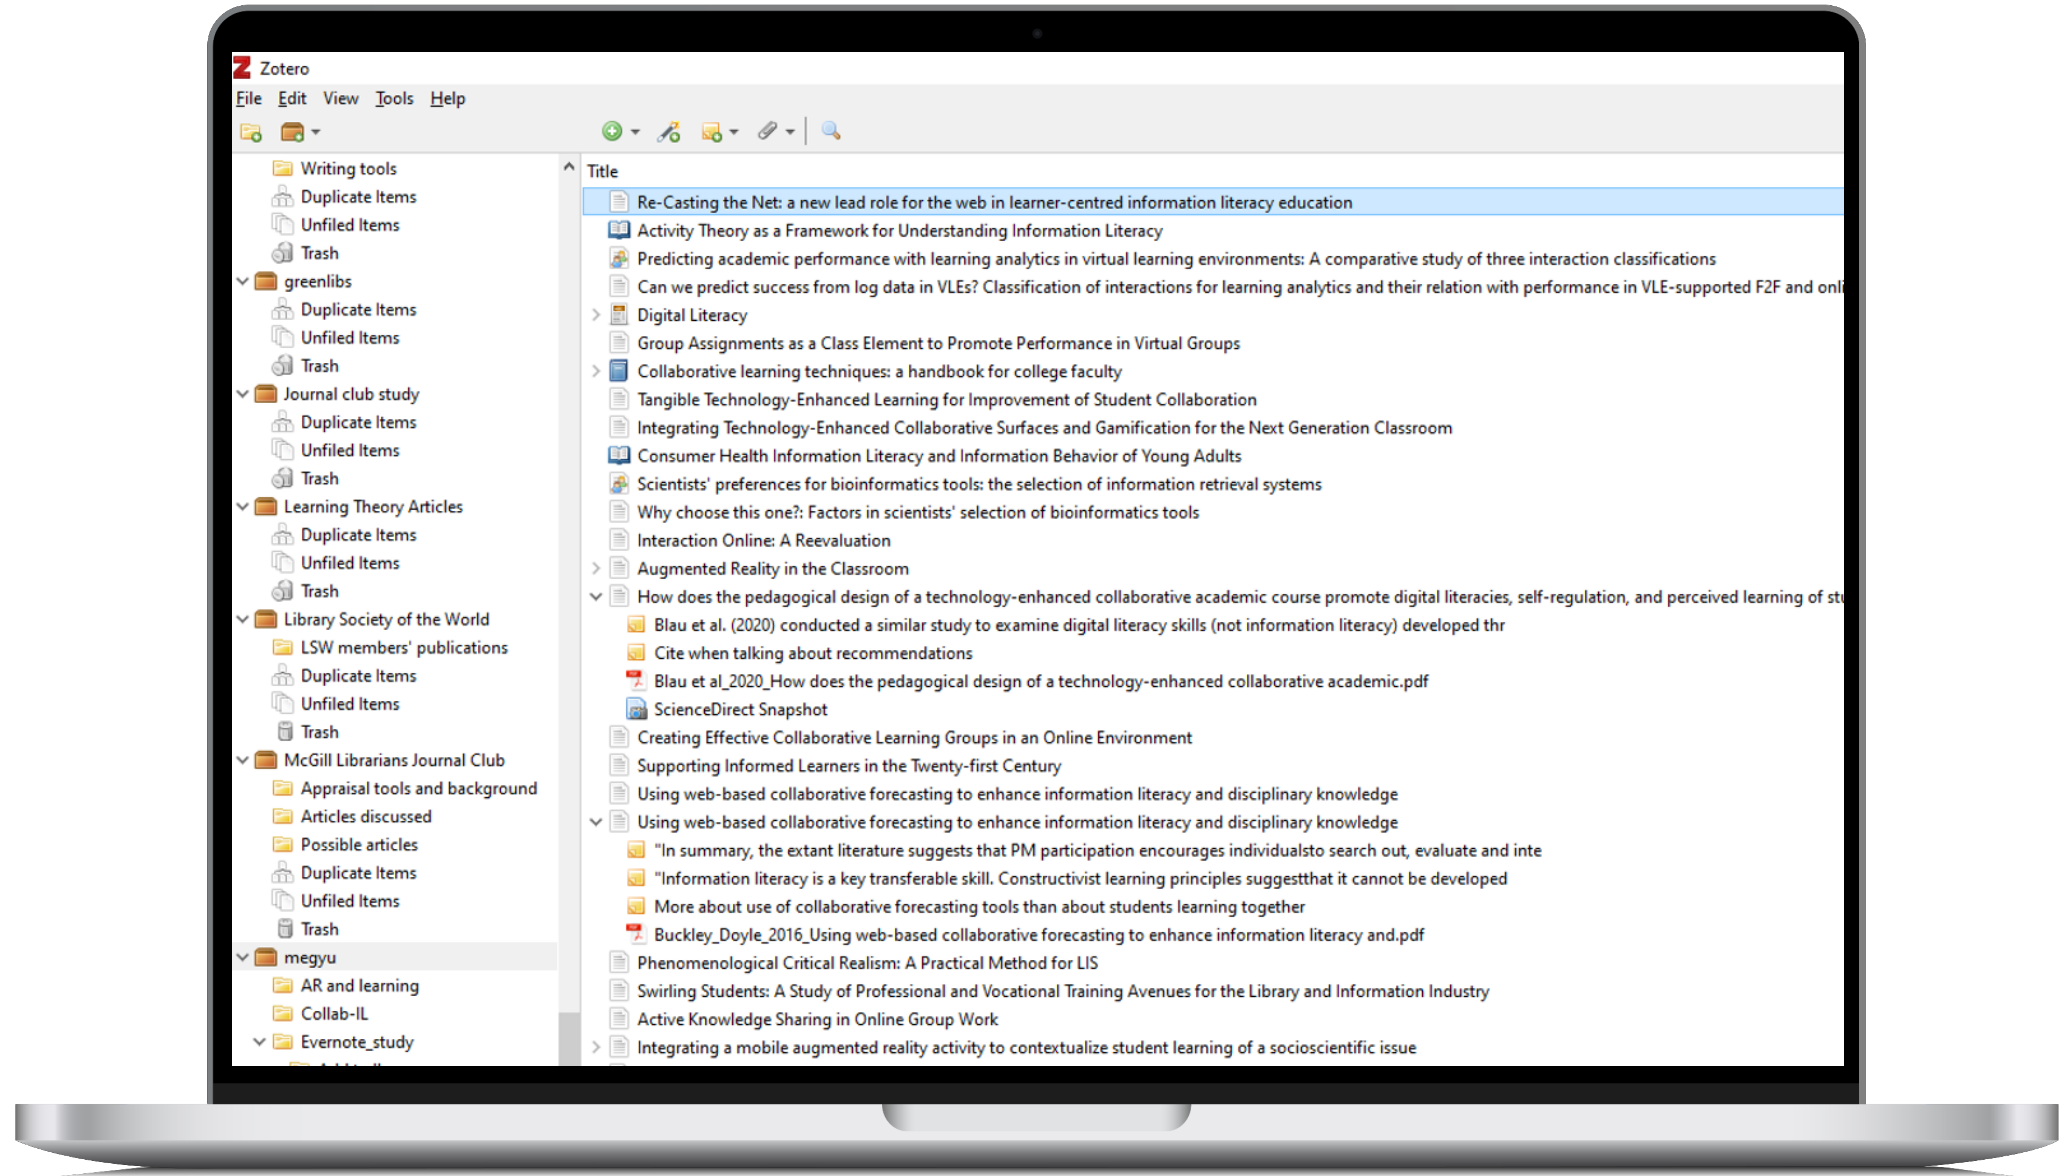 Zotero
File Edit View Tools Help
Writing tools
Duplicate Items
Unfiled Items
Trash
greenlibs
Duplicate Items
Unfiled Items
Trash
Journal club study
Duplicate Items
Unfiled Items
Trash
Learning Theory Articles
Duplicate Items
Unfiled Items
Trash
Library Society of the World
LSW members' publications
Duplicate Items
Unfiled Items
Trash
McGill Librarians Journal Club
Appraisal tools and background
Articles discussed
Possible articles
Duplicate Items
Unfiled Items
Trash
megyu
AR and learning
Collab-IL
Evernote_study
Title
Re-Casting the Net: a new lead role for the web in learner-centred information literacy education
Activity Theory as a Framework for Understanding Information Literacy
Predicting academic performance with learning analytics in virtual learning environments: A comparative study of three interaction classifications
Can we predict success from log data in VLEs? Classification of interactions for learning analytics and their relation with performance in VLE-supported F2F and onli
Digital Literacy
Group Assignments as a Class Element to Promote Performance in Virtual Groups
Collaborative learning techniques: a handbook for college faculty
Tangible Technology-Enhanced Learning for Improvement of Student Collaboration
Integrating Technology-Enhanced Collaborative Surfaces and Gamification for the Next Generation Classroom
Consumer Health Information Literacy and Information Behavior of Young Adults
Scientists' preferences for bioinformatics tools: the selection of information retrieval systems
Why choose this one?: Factors in scientists' selection of bioinformatics tools
Interaction Online: A Reevaluation
Augmented Reality in the Classroom
How does the pedagogical design of a technology-enhanced collaborative academic course promote digital literacies, self-regulation, and perceived learning of stu
Blau et al. (2020) conducted a similar study to examine digital literacy skills (not information literacy) developed thr
Cite when talking about recommendations
Blau et al_2020_How does the pedagogical design of a technology-enhanced collaborative academic.pdf
ScienceDirect Snapshot
Creating Effective Collaborative Learning Groups in an Online Environment
Supporting Informed Learners in the Twenty-first Century
Using web-based collaborative forecasting to enhance information literacy and disciplinary knowledge
Using web-based collaborative forecasting to enhance information literacy and disciplinary knowledge
"In summary, the extant literature suggests that PM participation encourages individualsto search out, evaluate and inte
"Information literacy is a key transferable skill. Constructivist learning principles suggestthat it cannot be developed
More about use of collaborative forecasting tools than about students learning together
Buckley_Doyle_2016_Using web-based collaborative forecasting to enhance information literacy and.pdf
Phenomenological Critical Realism: A Practical Method for LIS
Swirling Students: A Study of Professional and Vocational Training Avenues for the Library and Information Industry
Active Knowledge Sharing in Online Group Work
Integrating a mobile augmented reality activity to contextualize student learning of a socioscientific issue